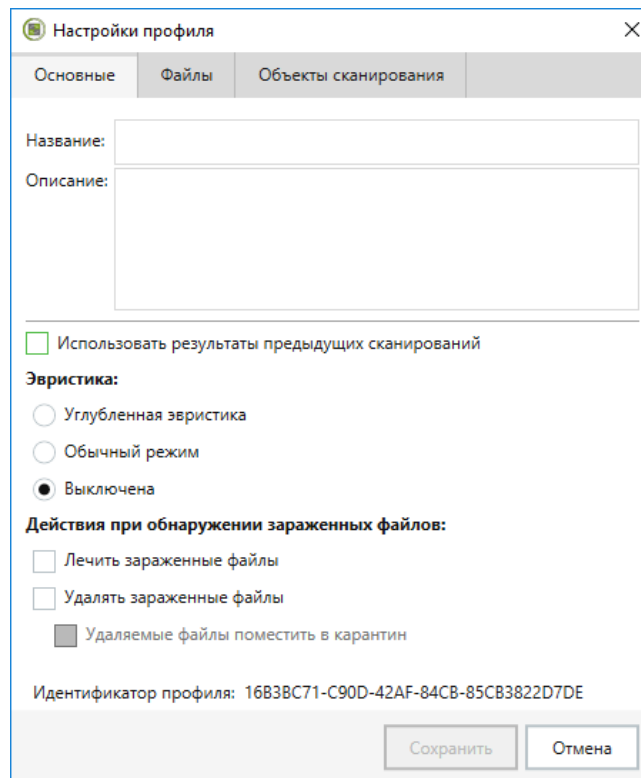 Настройки профиля
Основные Файлы Объекты сканирования
Название:
Описание:
Использовать результаты предыдущих сканирований
Эвристика:
Углубленная эвристика
Обычный режим
Выключена
Действия при обнаружении зараженных файлов:
Лечить зараженные файлы
Удалять зараженные файлы
Удаляемые файлы поместить в карантин
Идентификатор профиля: 16B3BC71-C90D-42AF-84CB-85CB3822D7DE
Сохранить Отмена